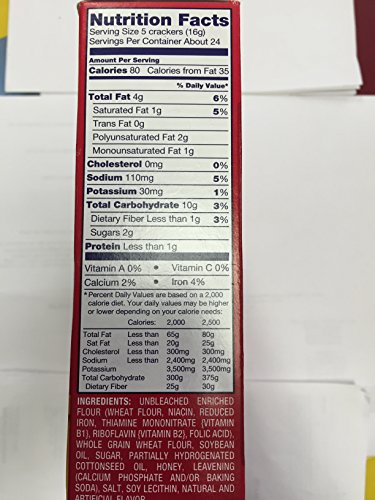 Nutrition Facts
Serving Size 5 crackers (16g)
Servings Per Container About 24
Amount Per Serving
Calories 80 Calories from Fat 35
% Daily Value*
Total Fat 4g 6%
Saturated Fat 1g 5%
Trans Fat 0g
Polyunsaturated Fat 2g
Monounsaturated Fat 1g
Cholesterol 0mg 0%
Sodium 110mg 5%
Potassium 30mg 1%
Total Carbohydrate 10g 3%
Dietary Fiber Less than 1g 3%
Sugars 2g
Protein Less than 1g
Vitamin A 0% • Vitamin C 0%
Calcium 2% • Iron 4%
*Percent Daily Values are based on a 2,000
calorie diet. Your daily values may be higher
or lower depending on your calorie needs:
Calories: 2,000 2,500
Total Fat Less than 65g 80g
Sat Fat Less than 20g 25g
Cholesterol Less than 300mg 300mg
Sodium Less than 2,400mg 2,400mg
Potassium 3,500mg 3,500mg
Total Carbohydrate 300g 375g
Dietary Fiber 25g 30g
INGREDIENTS: UNBLEACHED ENRICHED
FLOUR (WHEAT FLOUR, NIACIN, REDUCED
IRON, THIAMINE MONONITRATE {VITAMIN
B1}, RIBOFLAVIN {VITAMIN B2}, FOLIC ACID),
WHOLE GRAIN WHEAT FLOUR, SOYBEAN
OIL, SUGAR, PARTIALLY HYDROGENATED
COTTONSEED OIL, HONEY, LEAVENING
(CALCIUM PHOSPHATE AND/OR BAKING
SODA), SALT, SOY LECITHIN, NATURAL AND
ARTIFICIAL FLAVOR